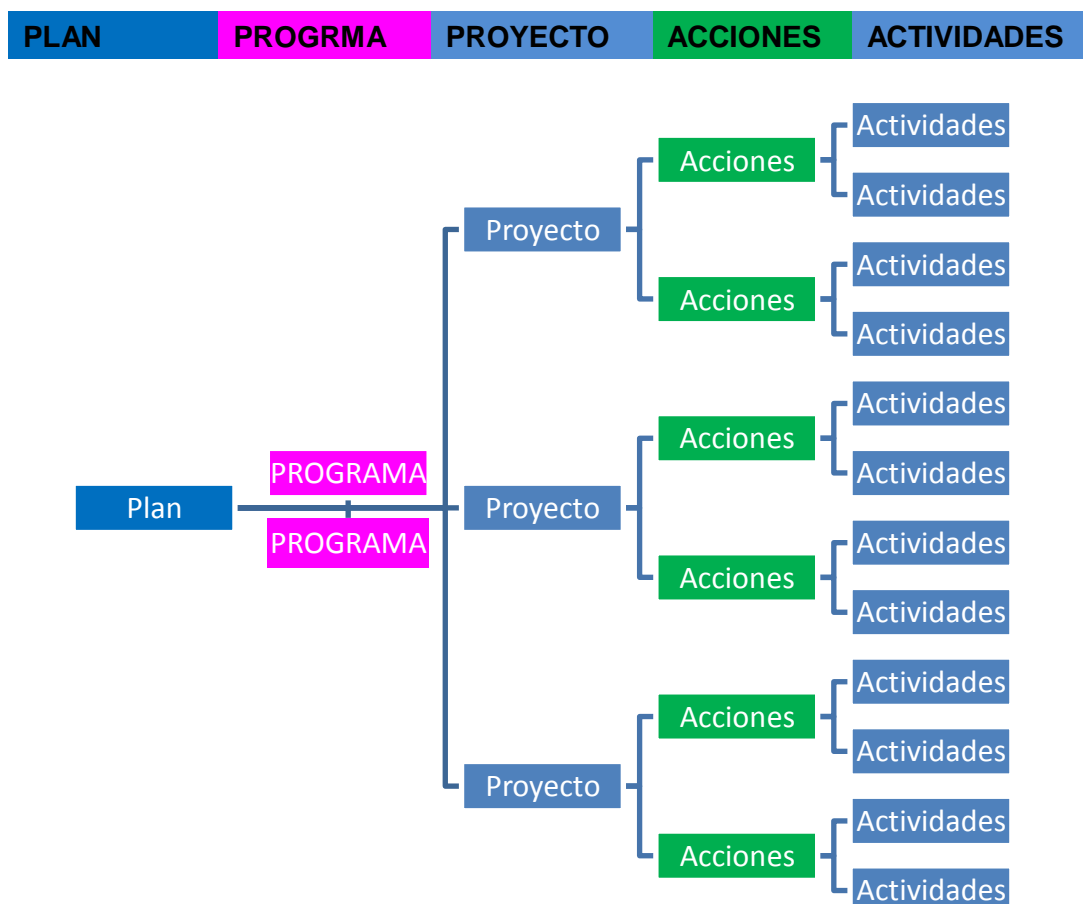 PLAN PROGRMA PROYECTO ACCIONES ACTIVIDADES
Actividades
Acciones
Actividades
Proyecto
Actividades
Acciones
Actividades
Actividades
Acciones
PROGRAMA
Actividades
Plan
Proyecto
PROGRAMA
Actividades
Acciones
Actividades
Actividades
Acciones
Actividades
Proyecto
Actividades
Acciones
Actividades